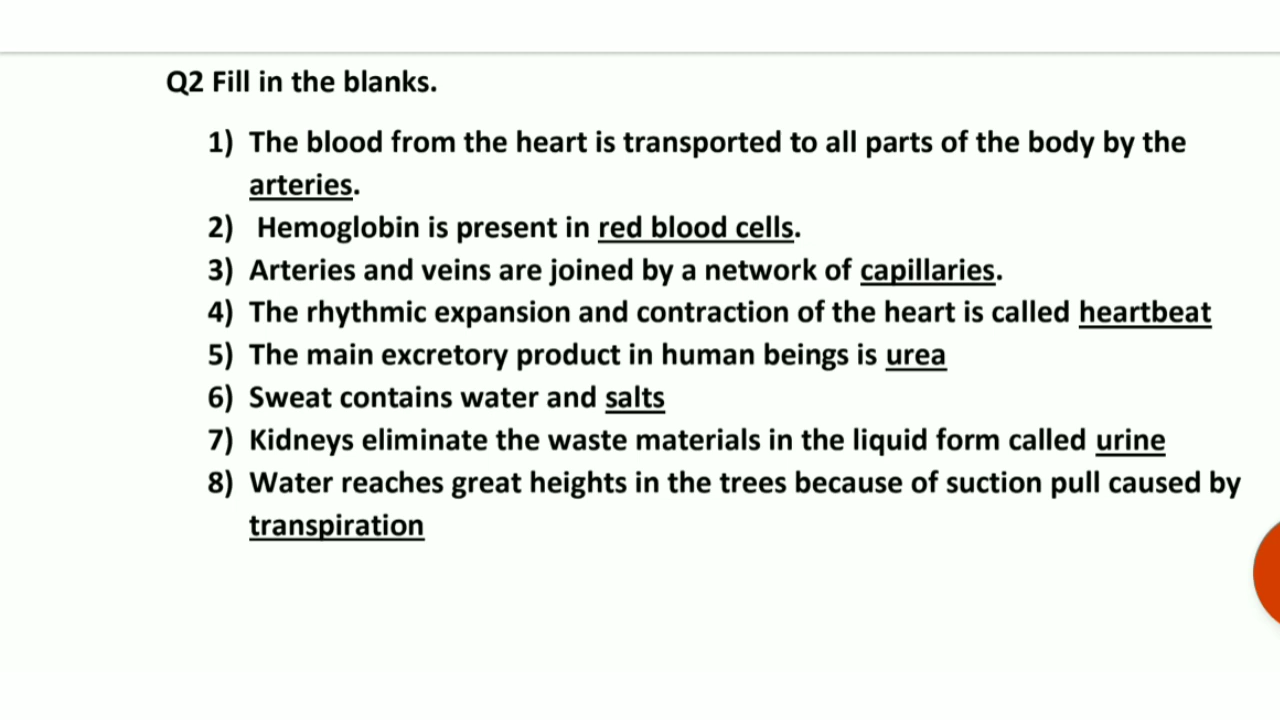 Q2 Fill in the blanks.
1) The blood from the heart is transported to all parts of the body by the
arteries.
2) Hemoglobin is present in red blood cells.
3) Arteries and veins are joined by a network of capillaries.
4) The rhythmic expansion and contraction of the heart is called heartbeat
5) The main excretory product in human beings is urea
6) Sweat contains water and salts
7) Kidneys eliminate the waste materials in the liquid form called urine
8) Water reaches great heights in the trees because of suction pull caused by
transpiration